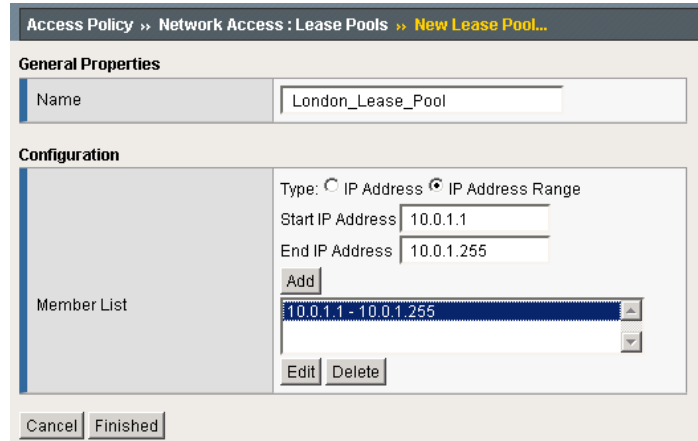 Access Policy » Network Access : Lease Pools » New Lease Pool...
General Properties
Name London_Lease_Pool
Configuration
Member List
Type: IP Address IP Address Range
Start IP Address 10.0.1.1
End IP Address 10.0.1.255
Add
10.0.1.1 - 10.0.1.255
Edit Delete
Cancel Finished